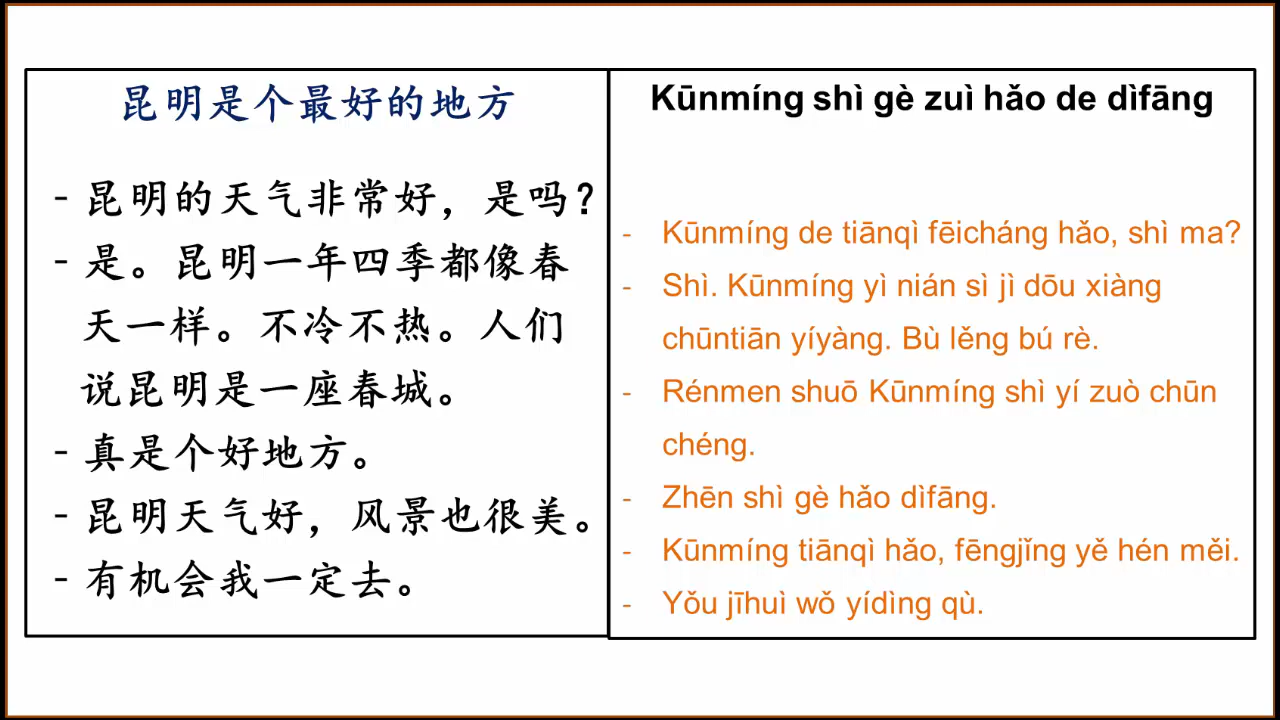 昆明是个最好的地方
- 昆明的天气非常好，是吗？
- 是。昆明一年四季都像春
天一样。不冷不热。人们
说昆明是一座春城。
- 真是个好地方。
- 昆明天气好，风景也很美。
- 有机会我一定去。
Kūnmíng shì gè zuì hǎo de dìfāng
- Kūnmíng de tiānqì fēicháng hǎo, shì ma?
- Shì. Kūnmíng yì nián sì jì dōu xiàng
chūntiān yíyàng. Bù lěng bú rè.
- Rénmen shuō Kūnmíng shì yí zuò chūn
chéng.
- Zhēn shì gè hǎo dìfāng.
- Kūnmíng tiānqì hǎo, fēngjǐng yě hén měi.
- Yǒu jīhuì wǒ yídìng qù.